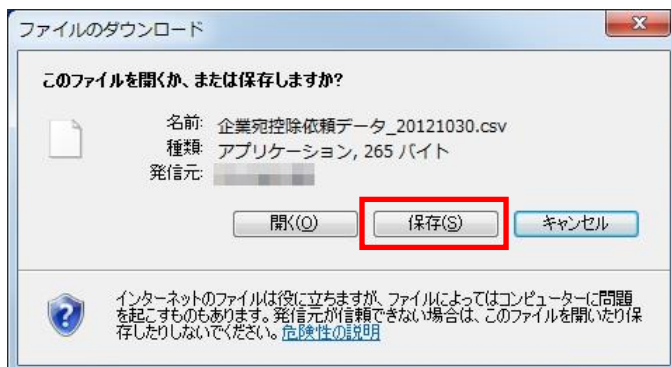 ファイルのダウンロード
このファイルを開くか、または保存しますか?
名前: 企業宛控除依頼データ_20121030.csv
種類: アプリケーション, 265 バイト
発信元:
開く(O) 保存(S) キャンセル
インターネットのファイルは役に立ちますが、ファイルによってはコンピューターに問題
を起こすものもあります。発信元が信頼できない場合は、このファイルを開いたり保
存したりしないでください。危険性の説明